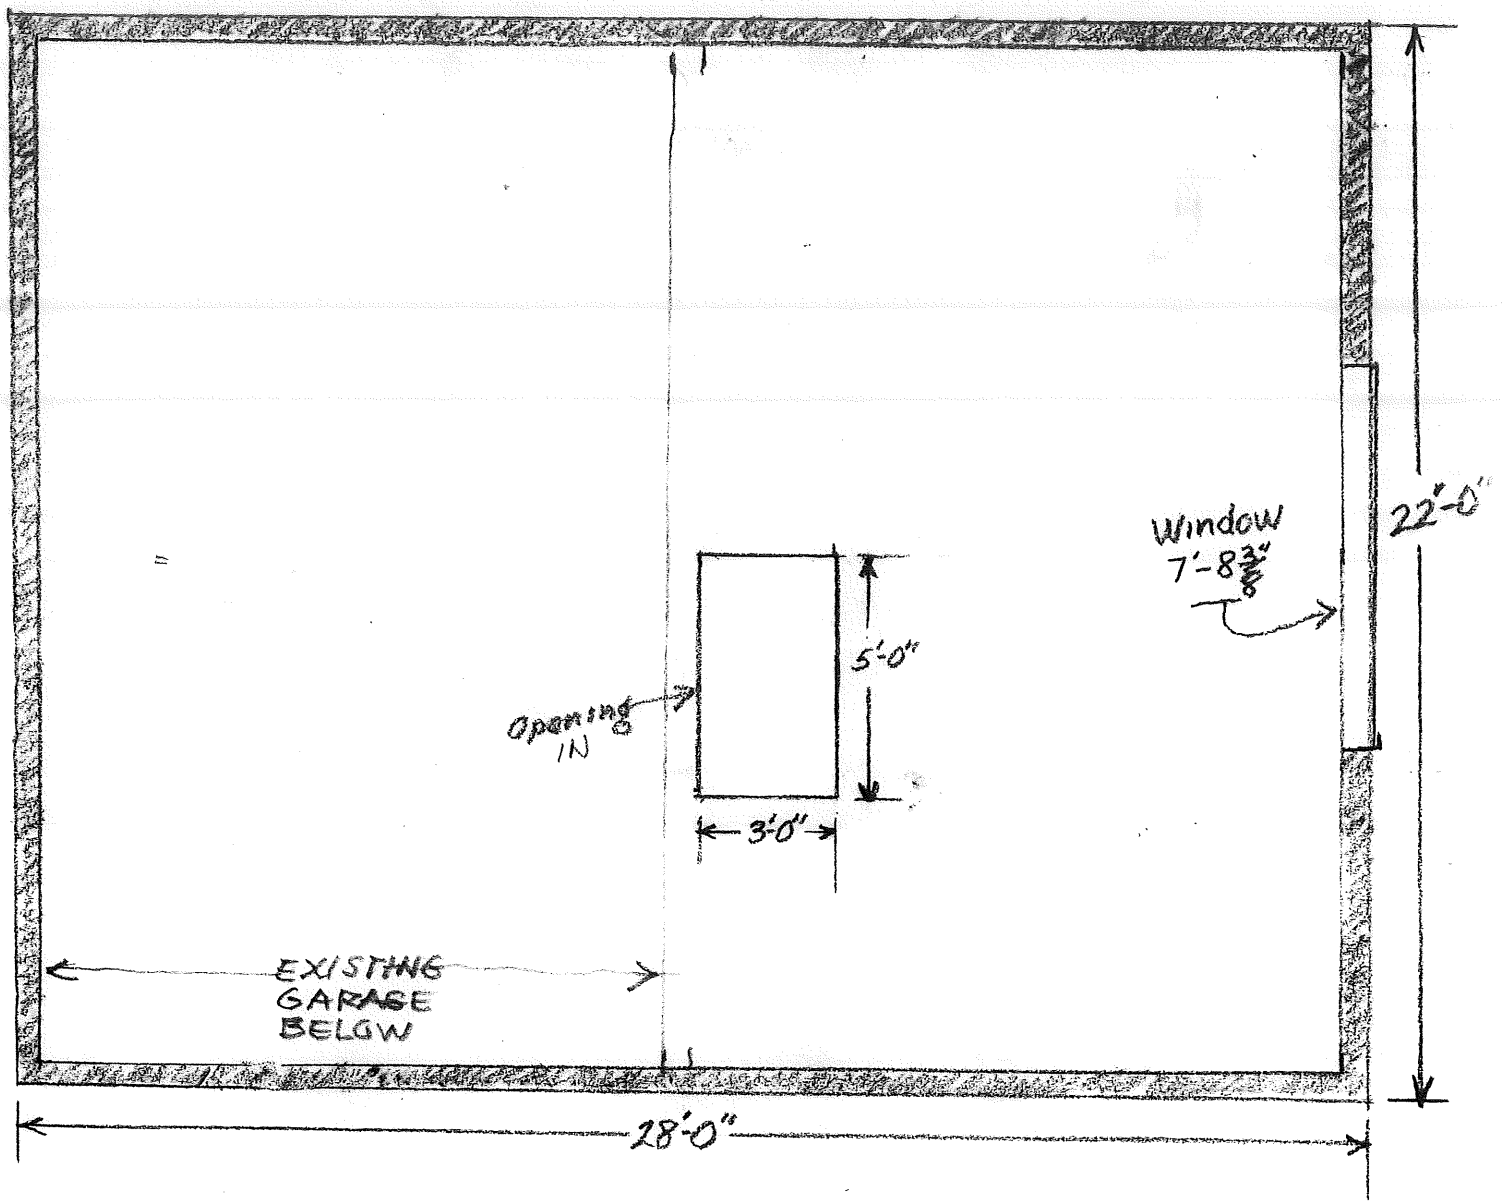 Window
7'-8 3/8"
22'-0"
5'-0"
Opening
IN
3'-0"
EXISTING
GARAGE
BELOW
28'-0"